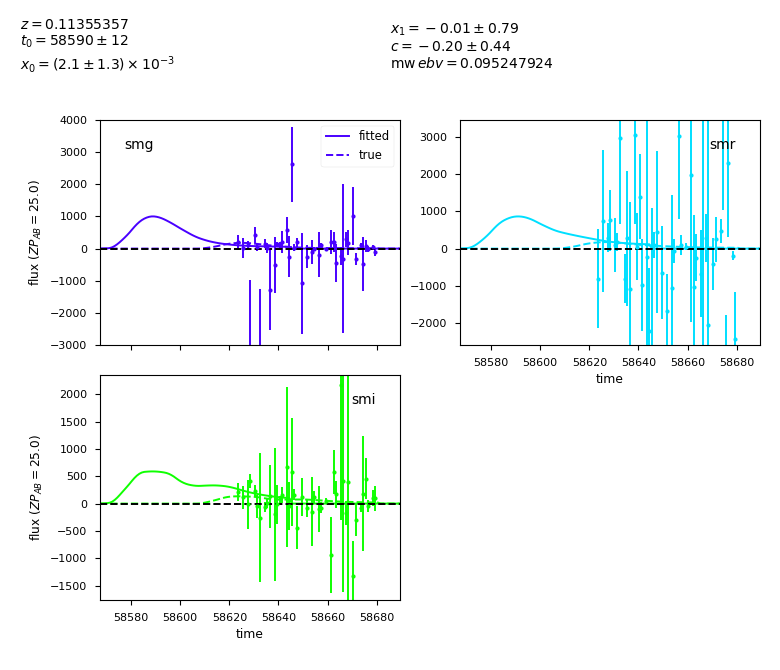 z = 0.11355357
t₀ = 58590 ± 12
x₀ = (2.1 ± 1.3) × 10⁻³
x₁ = −0.01 ± 0.79
c = −0.20 ± 0.44
mwebv = 0.095247924
4000
3000
2000
1000
0
−1000
−2000
−3000
flux (ZP_AB = 25.0)
smg
fitted
true
3000
2000
1000
0
−1000
−2000
smr
58580 58600 58620 58640 58660 58680
time
2000
1500
1000
500
0
−500
−1000
−1500
flux (ZP_AB = 25.0)
smi
58580 58600 58620 58640 58660 58680
time